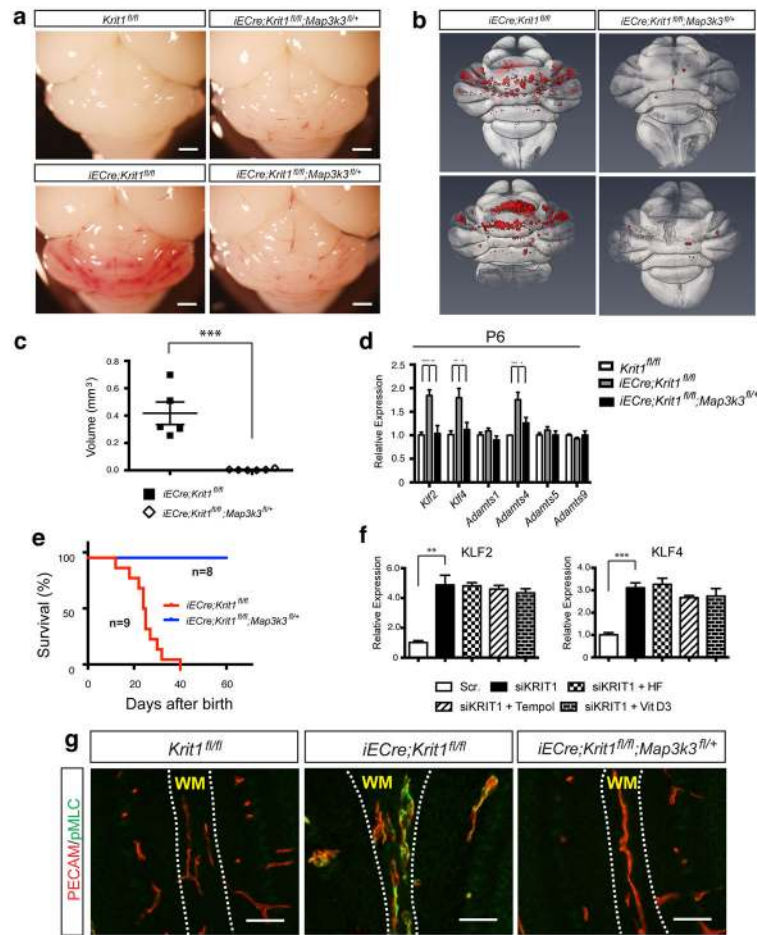 a
Krit1fl/fl
iECre;Krit1fl/fl;Map3k3fl/+
iECre;Krit1fl/fl
iECre;Krit1fl/fl;Map3k3fl/+
b
iECre;Krit1fl/fl
iECre;Krit1fl/fl;Map3k3fl/+
c
***
Volume (mm3)
0.8
0.6
0.4
0.2
0.0
iECre;Krit1fl/fl
iECre;Krit1fl/fl;Map3k3fl/+
d
P6
Relative Expression
2.5
2.0
1.5
1.0
0.5
0.0
Klf2
Klf4
Adamts1
Adamts4
Adamts5
Adamts9
Krit1fl/fl
iECre;Krit1fl/fl
iECre;Krit1fl/fl;Map3k3fl/+
e
Survival (%)
100
50
0
n=8
n=9
iECre;Krit1fl/fl
iECre;Krit1fl/fl;Map3k3fl/+
0 20 40 60
Days after birth
f
KLF2
Relative Expression
6.0
4.0
2.0
0.0
**
KLF4
Relative Expression
6.0
4.0
2.0
0.0
***
Scr. siKRIT1 siKRIT1 + HF
siKRIT1 + Tempol siKRIT1 + Vit D3
g
Krit1fl/fl
iECre;Krit1fl/fl
iECre;Krit1fl/fl;Map3k3fl/+
PECAM/pMLC
WM
WM
WM